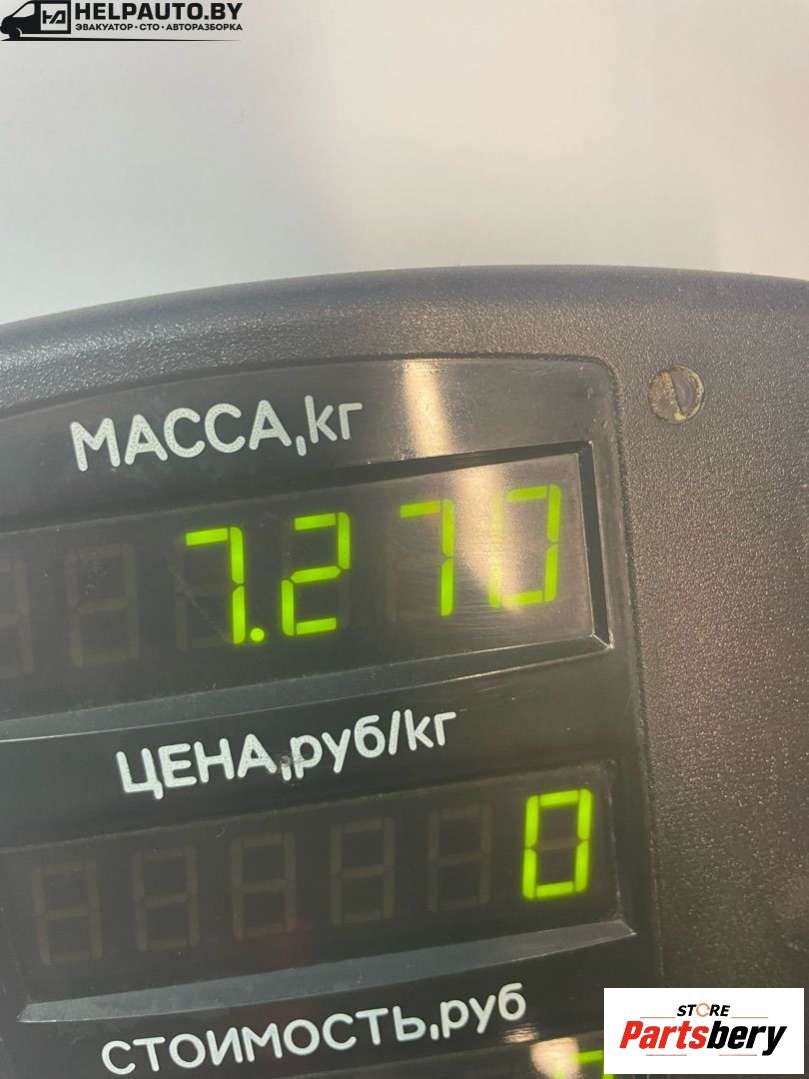 HELPAUTO.BY
ЭВАКУАТОР • СТО • АВТОРАЗБОРКА
МАССА,кг
7.270
ЦЕНА,руб/кг
0
СТОИМОСТЬ,руб
STORE
Partsbery